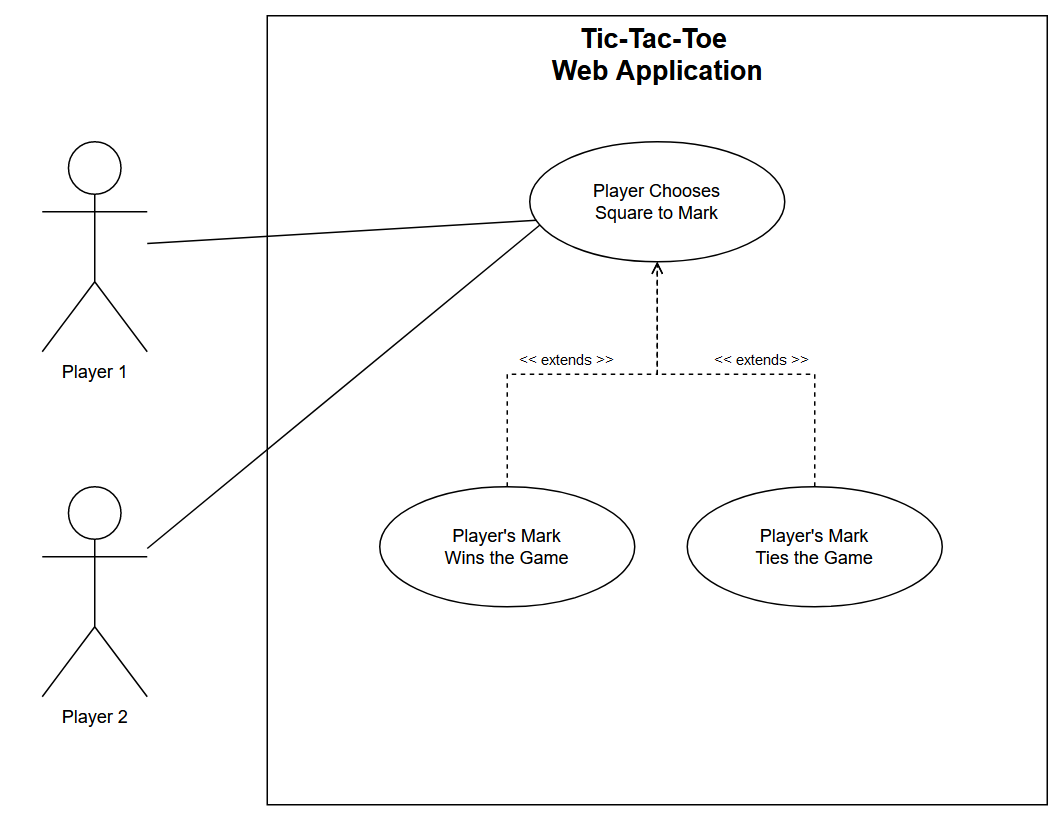 Tic-Tac-Toe
Web Application
Player Chooses
Square to Mark
Player 1
<< extends >>
<< extends >>
Player's Mark
Wins the Game
Player's Mark
Ties the Game
Player 2